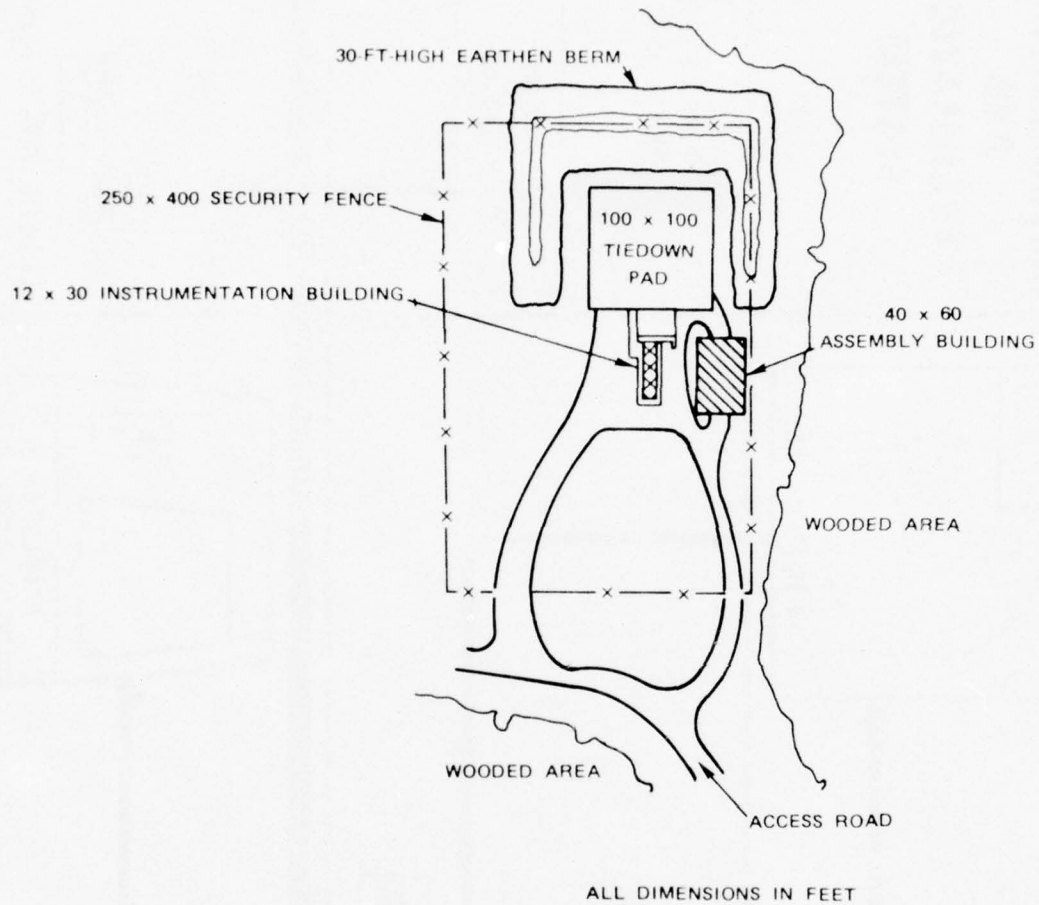 30-FT-HIGH EARTHEN BERM
250 x 400 SECURITY FENCE
100 x 100
TIEDOWN
PAD
12 x 30 INSTRUMENTATION BUILDING
40 x 60
ASSEMBLY BUILDING
WOODED AREA
WOODED AREA
ACCESS ROAD
ALL DIMENSIONS IN FEET